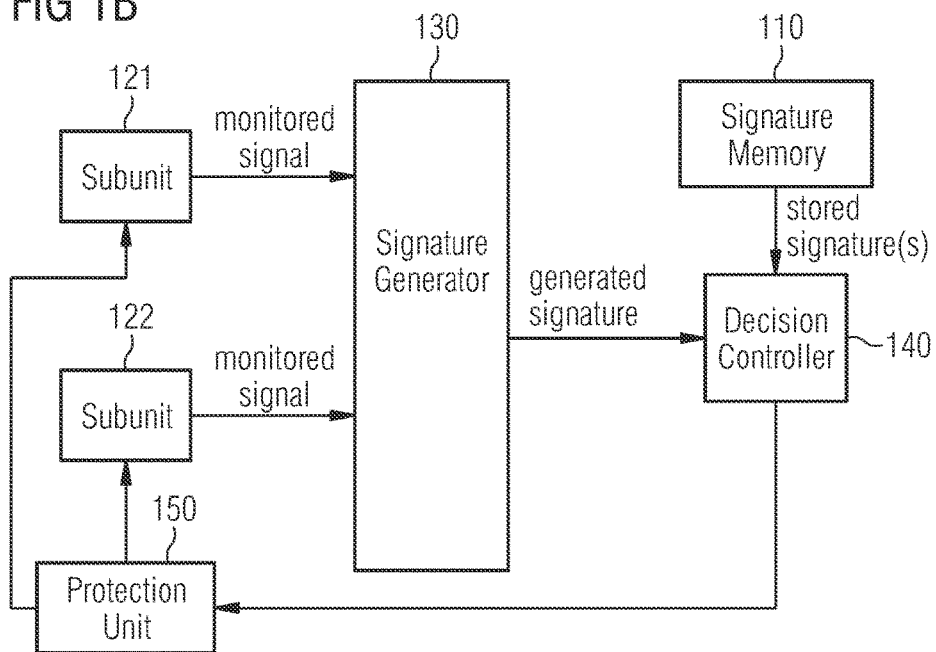 FIG 1B
130
110
121
monitored
signal
Subunit
Signature
Memory
stored
signature(s)
Signature
Generator
generated
signature
Decision
Controller
140
122
monitored
signal
Subunit
150
Protection
Unit